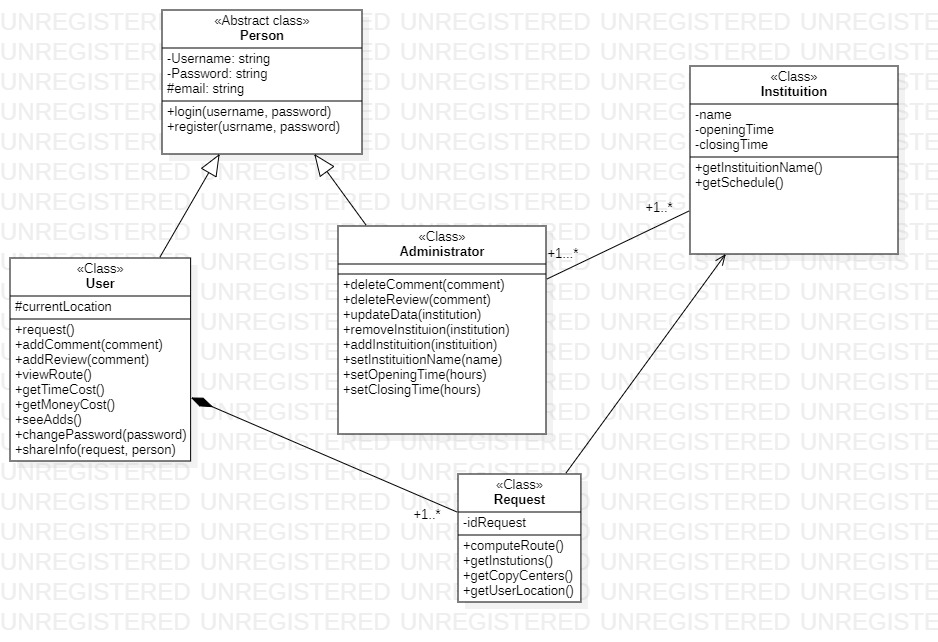 «Abstract class»
Person
-Username: string
-Password: string
#email: string
+login(username, password)
+register(usrname, password)
«Class»
Instituition
-name
-openingTime
-closingTime
+getInstituitionName()
+getSchedule()
+1..*
+1...*
«Class»
Administrator
+deleteComment(comment)
+deleteReview(comment)
+updateData(institution)
+removeInstituion(institution)
+addInstituition(instituition)
+setInstituitionName(name)
+setOpeningTime(hours)
+setClosingTime(hours)
«Class»
User
#currentLocation
+request()
+addComment(comment)
+addReview(comment)
+viewRoute()
+getTimeCost()
+getMoneyCost()
+seeAdds()
+changePassword(password)
+shareInfo(request, person)
+1..*
«Class»
Request
-idRequest
+computeRoute()
+getInstutions()
+getCopyCenters()
+getUserLocation()
UNREGISTERED UNREGISTERED UNREGISTERED UNREGISTERED UNREGISTE